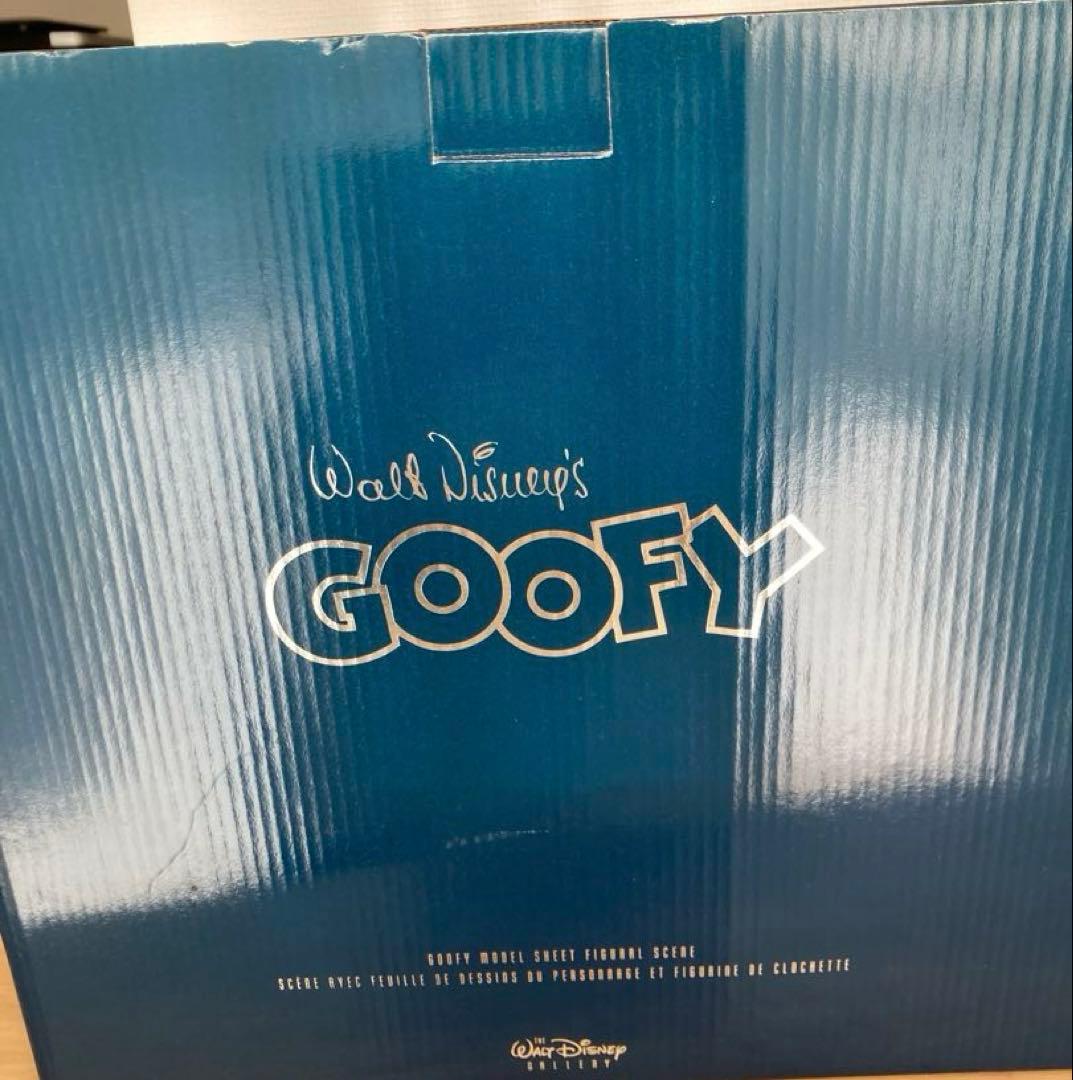 Walt Disney's
GOOFY
GOOFY MODEL SHEET FIGURAL SCENE
SCÈNE AVEC FEUILLE DE DESSINS DU PERSONNAGE ET FIGURINE DE CLOCHETTE
THE
WALT DISNEY
GALLERY